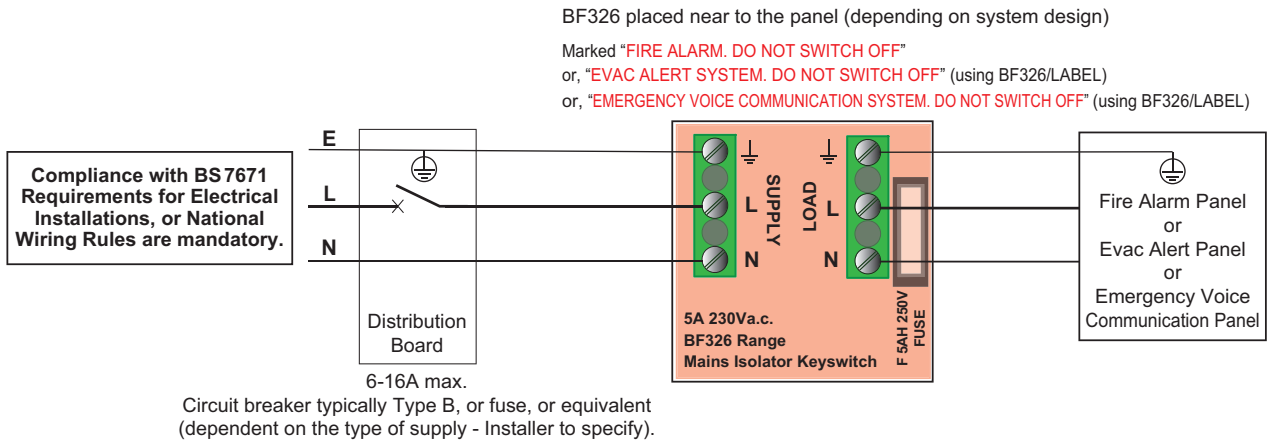 BF326 placed near to the panel (depending on system design)
Marked “FIRE ALARM. DO NOT SWITCH OFF”
or, “EVAC ALERT SYSTEM. DO NOT SWITCH OFF” (using BF326/LABEL)
or, “EMERGENCY VOICE COMMUNICATION SYSTEM. DO NOT SWITCH OFF” (using BF326/LABEL)
Compliance with BS 7671
Requirements for Electrical
Installations, or National
Wiring Rules are mandatory.
E
L
N
Distribution
Board
6-16A max.
Circuit breaker typically Type B, or fuse, or equivalent
(dependent on the type of supply - Installer to specify).
SUPPLY
L
N
LOAD
L
N
5A 230Va.c.
BF326 Range
Mains Isolator Keyswitch
F 5AH 250V
FUSE
Fire Alarm Panel
or
Evac Alert Panel
or
Emergency Voice
Communication Panel